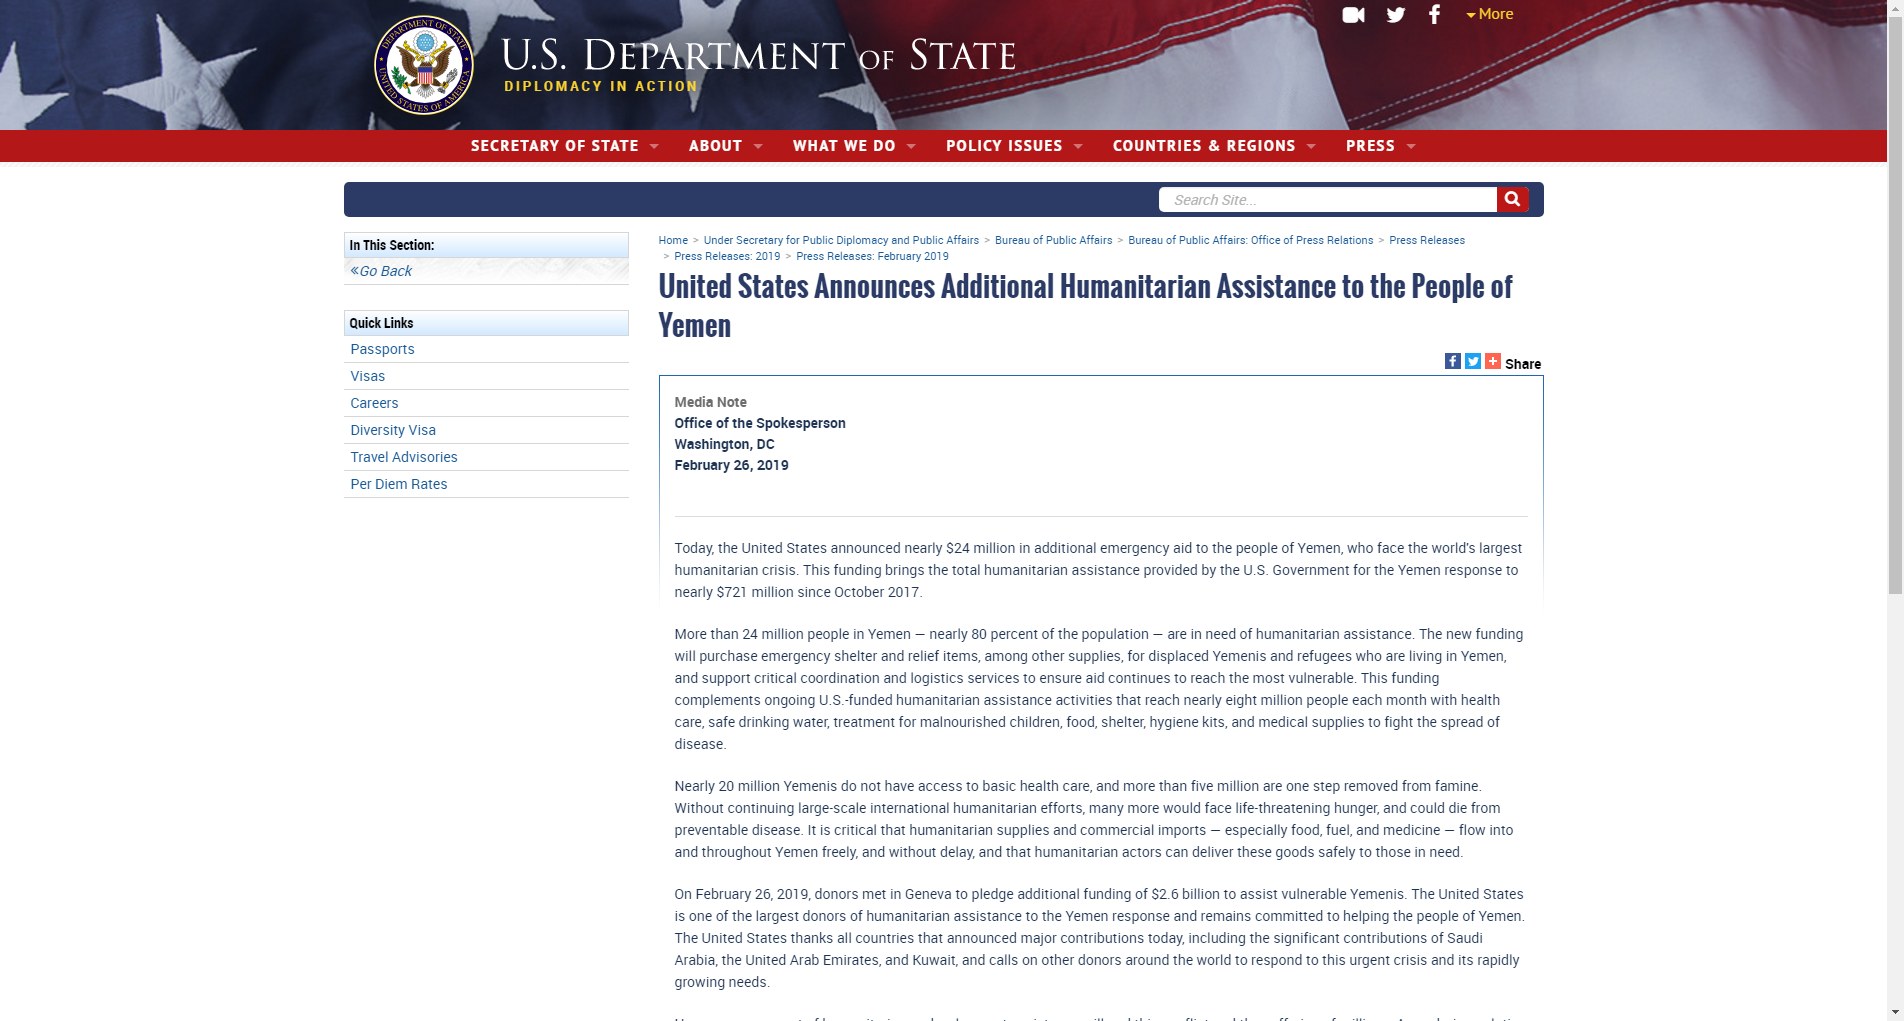 More
DEPARTMENT OF STATE
UNITED STATES OF AMERICA
U.S. DEPARTMENT OF STATE
DIPLOMACY IN ACTION
SECRETARY OF STATE ABOUT WHAT WE DO POLICY ISSUES COUNTRIES & REGIONS PRESS
Search Site...
In This Section:
«Go Back
Quick Links
Passports
Visas
Careers
Diversity Visa
Travel Advisories
Per Diem Rates
Home > Under Secretary for Public Diplomacy and Public Affairs > Bureau of Public Affairs > Bureau of Public Affairs: Office of Press Relations > Press Releases
> Press Releases: 2019 > Press Releases: February 2019
United States Announces Additional Humanitarian Assistance to the People of
Yemen
Share
Media Note
Office of the Spokesperson
Washington, DC
February 26, 2019
Today, the United States announced nearly $24 million in additional emergency aid to the people of Yemen, who face the world's largest
humanitarian crisis. This funding brings the total humanitarian assistance provided by the U.S. Government for the Yemen response to
nearly $721 million since October 2017.
More than 24 million people in Yemen — nearly 80 percent of the population — are in need of humanitarian assistance. The new funding
will purchase emergency shelter and relief items, among other supplies, for displaced Yemenis and refugees who are living in Yemen,
and support critical coordination and logistics services to ensure aid continues to reach the most vulnerable. This funding
complements ongoing U.S.-funded humanitarian assistance activities that reach nearly eight million people each month with health
care, safe drinking water, treatment for malnourished children, food, shelter, hygiene kits, and medical supplies to fight the spread of
disease.
Nearly 20 million Yemenis do not have access to basic health care, and more than five million are one step removed from famine.
Without continuing large-scale international humanitarian efforts, many more would face life-threatening hunger, and could die from
preventable disease. It is critical that humanitarian supplies and commercial imports — especially food, fuel, and medicine — flow into
and throughout Yemen freely, and without delay, and that humanitarian actors can deliver these goods safely to those in need.
On February 26, 2019, donors met in Geneva to pledge additional funding of $2.6 billion to assist vulnerable Yemenis. The United States
is one of the largest donors of humanitarian assistance to the Yemen response and remains committed to helping the people of Yemen.
The United States thanks all countries that announced major contributions today, including the significant contributions of Saudi
Arabia, the United Arab Emirates, and Kuwait, and calls on other donors around the world to respond to this urgent crisis and its rapidly
growing needs.